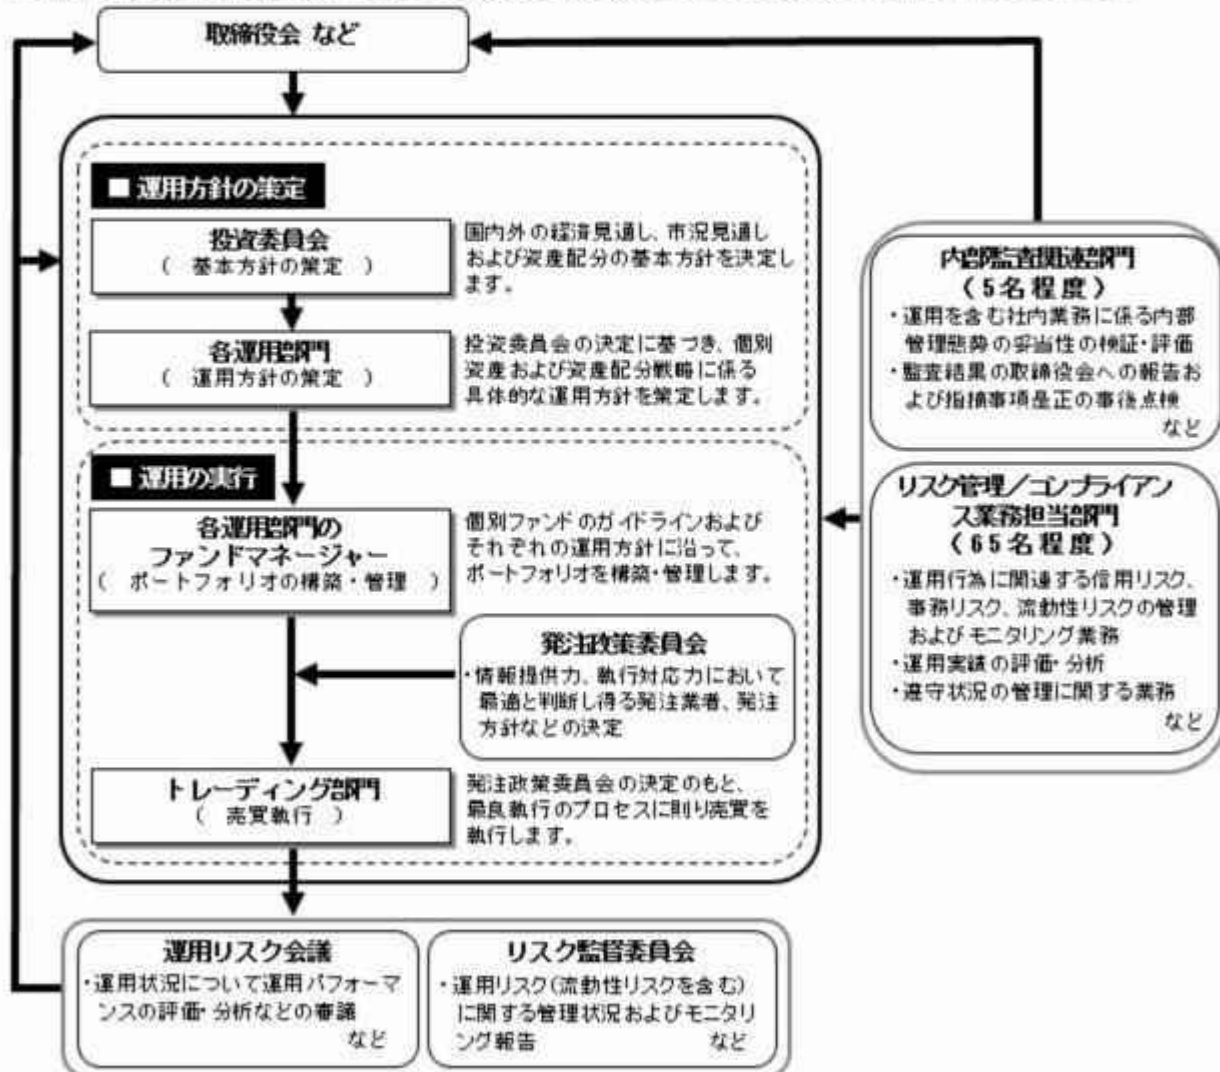 取締役会 など
■ 運用方針の策定
投資委員会
( 基本方針の策定 )
国内外の経済見通し、市況見通し
および資産配分の基本方針を決定し
ます。
各運用部門
( 運用方針の策定 )
投資委員会の決定に基づき、個別
資産および資産配分戦略に係る
具体的な運用方針を策定します。
■ 運用の実行
各運用部門の
ファンドマネージャー
( ポートフォリオの構築・管理 )
個別ファンドのガイドラインおよび
それぞれの運用方針に沿って、
ポートフォリオを構築・管理します。
発注政策委員会
・情報提供力、執行対応力において
最適と判断し得る発注業者、発注
方針などの決定
トレーディング部門
( 売買執行 )
発注政策委員会の決定のもと、
最良執行のプロセスに則り売買を
執行します。
内部監査関連部門
(5名程度)
・運用を含む社内業務に係る内部
管理態勢の妥当性の検証・評価
・監査結果の取締役会への報告お
よび指摘事項是正の事後点検
など
リスク管理/コンプライアン
ス業務担当部門
(65名程度)
・運用行為に関連する信用リスク、
事務リスク、流動性リスクの管理
およびモニタリング業務
・運用実績の評価・分析
・遵守状況の管理に関する業務
など
運用リスク会議
・運用状況について運用パフォーマ
ンスの評価・分析などの審議
など
リスク監督委員会
・運用リスク(流動性リスクを含む)
に関する管理状況およびモニタリ
ング報告 など